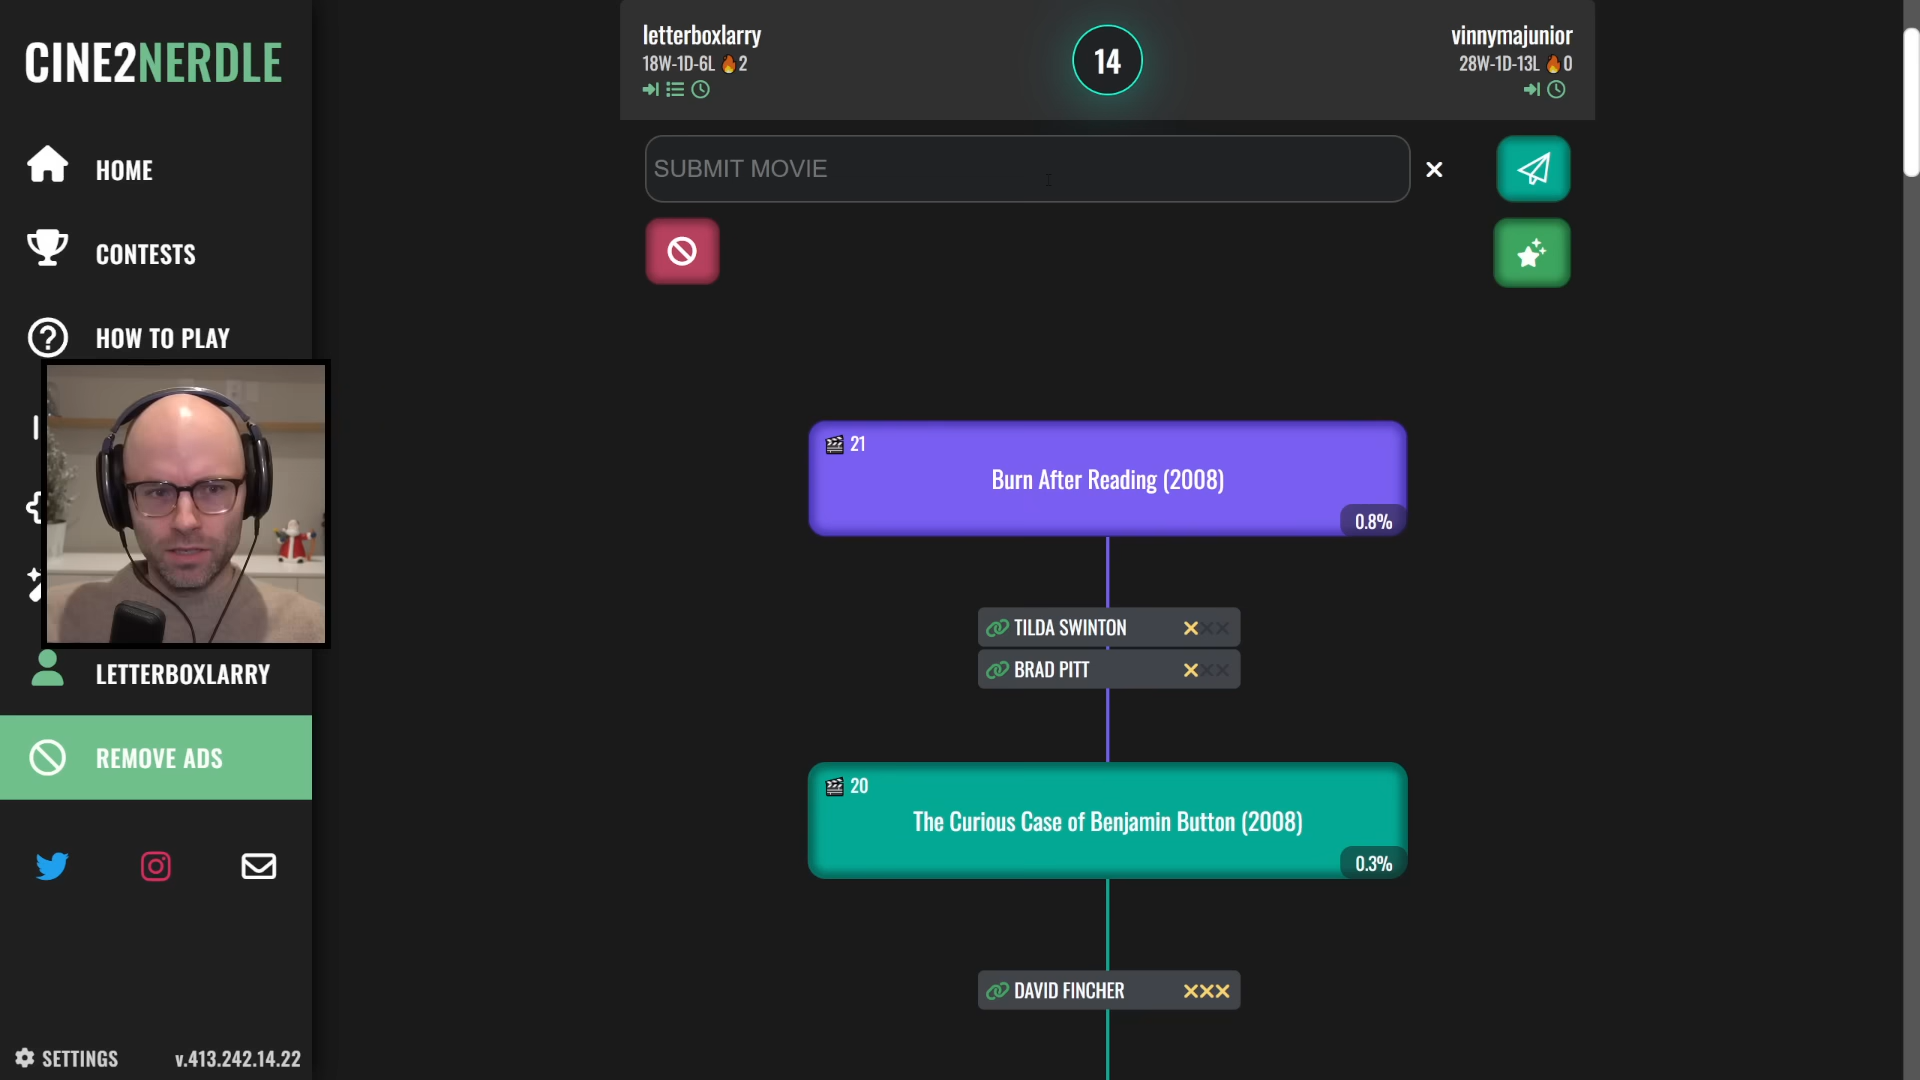 CINE2NERDLE
HOME
CONTESTS
HOW TO PLAY
LETTERBOXLARRY
REMOVE ADS
SETTINGS
v.413.242.14.22
letterboxlarry
18W-1D-6L 🔥2
14
vinnymajunior
28W-1D-13L 🔥0
SUBMIT MOVIE
21
Burn After Reading (2008)
0.8%
TILDA SWINTON
BRAD PITT
20
The Curious Case of Benjamin Button (2008)
0.3%
DAVID FINCHER